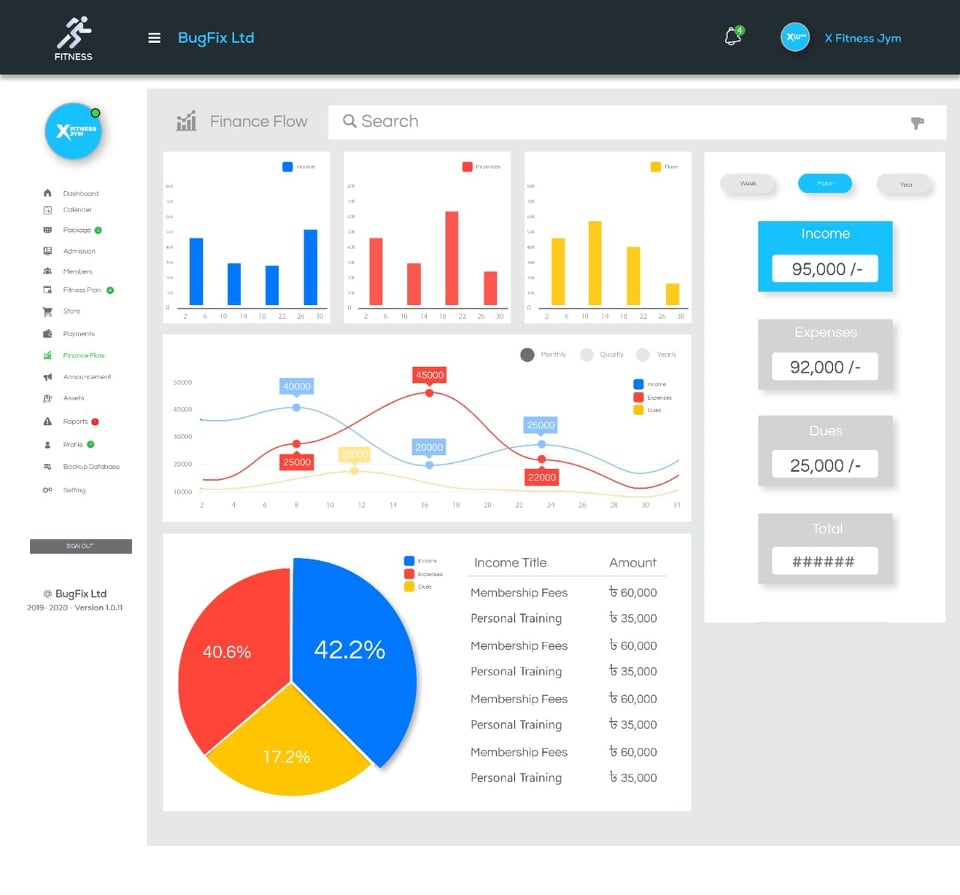 FITNESS
BugFix Ltd
4
X Fitness Jym
X FITNESS JYM
Dashboard
Calender
Package
Admission
Members
Fitness Plan
Store
Payments
Finance Flow
Announcement
Assets
Reports
Profile
Backup Database
Setting
SIGN OUT
@ BugFix Ltd
2019- 2020 - Version 1.0.11
Finance Flow
Search
Income
2 6 10 14 18 22 26 30
Expenses
2 6 10 14 18 22 26 30
Dues
2 6 10 14 18 22 26 30
Week Month Year
Income
95,000 /-
Expenses
92,000 /-
Dues
25,000 /-
Total
######
Monthly Quartly Yearly
Income
Expenses
Dues
50000
40000
30000
20000
10000
40000
45000
25000
25000
20000
25000
22000
2 4 6 8 10 12 14 16 18 20 22 24 26 28 30 31
Income
Expenses
Dues
40.6%
42.2%
17.2%
Income Title Amount
Membership Fees ৳ 60,000
Personal Training ৳ 35,000
Membership Fees ৳ 60,000
Personal Training ৳ 35,000
Membership Fees ৳ 60,000
Personal Training ৳ 35,000
Membership Fees ৳ 60,000
Personal Training ৳ 35,000